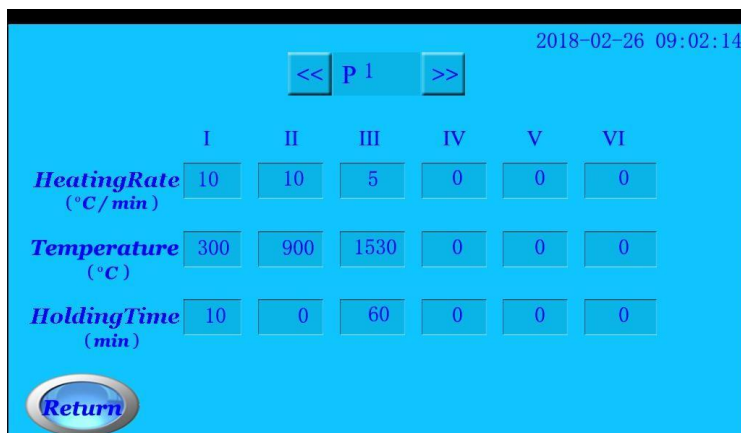 2018-02-26 09:02:14
<< P 1 >>
I II III IV V VI
HeatingRate 10 10 5 0 0 0
(°C/min)
Temperature 300 900 1530 0 0 0
(°C)
HoldingTime 10 0 60 0 0 0
(min)
Return